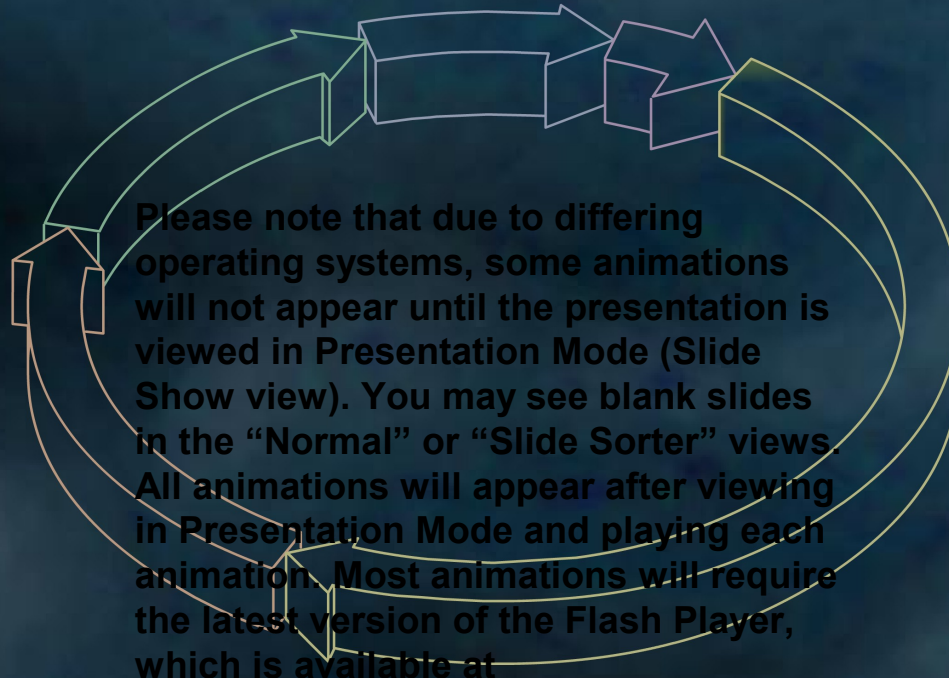 Please note that due to differing
operating systems, some animations
will not appear until the presentation is
viewed in Presentation Mode (Slide
Show view). You may see blank slides
in the “Normal” or “Slide Sorter” views.
All animations will appear after viewing
in Presentation Mode and playing each
animation. Most animations will require
the latest version of the Flash Player,
which is available at